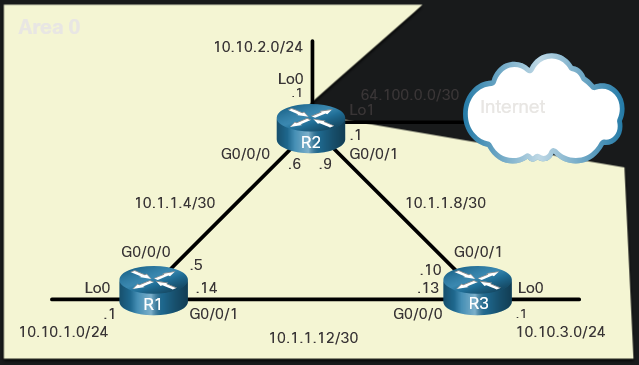 Area 0
10.10.2.0/24
Lo0
.1
64.100.0.0/30
Lo1
.1
Internet
R2
G0/0/0
.6
.9
G0/0/1
10.1.1.4/30
10.1.1.8/30
G0/0/0
.5
G0/0/1
.10
Lo0
.14
.13
Lo0
R1
R3
.1
G0/0/1
G0/0/0
.1
10.10.1.0/24
10.1.1.12/30
10.10.3.0/24